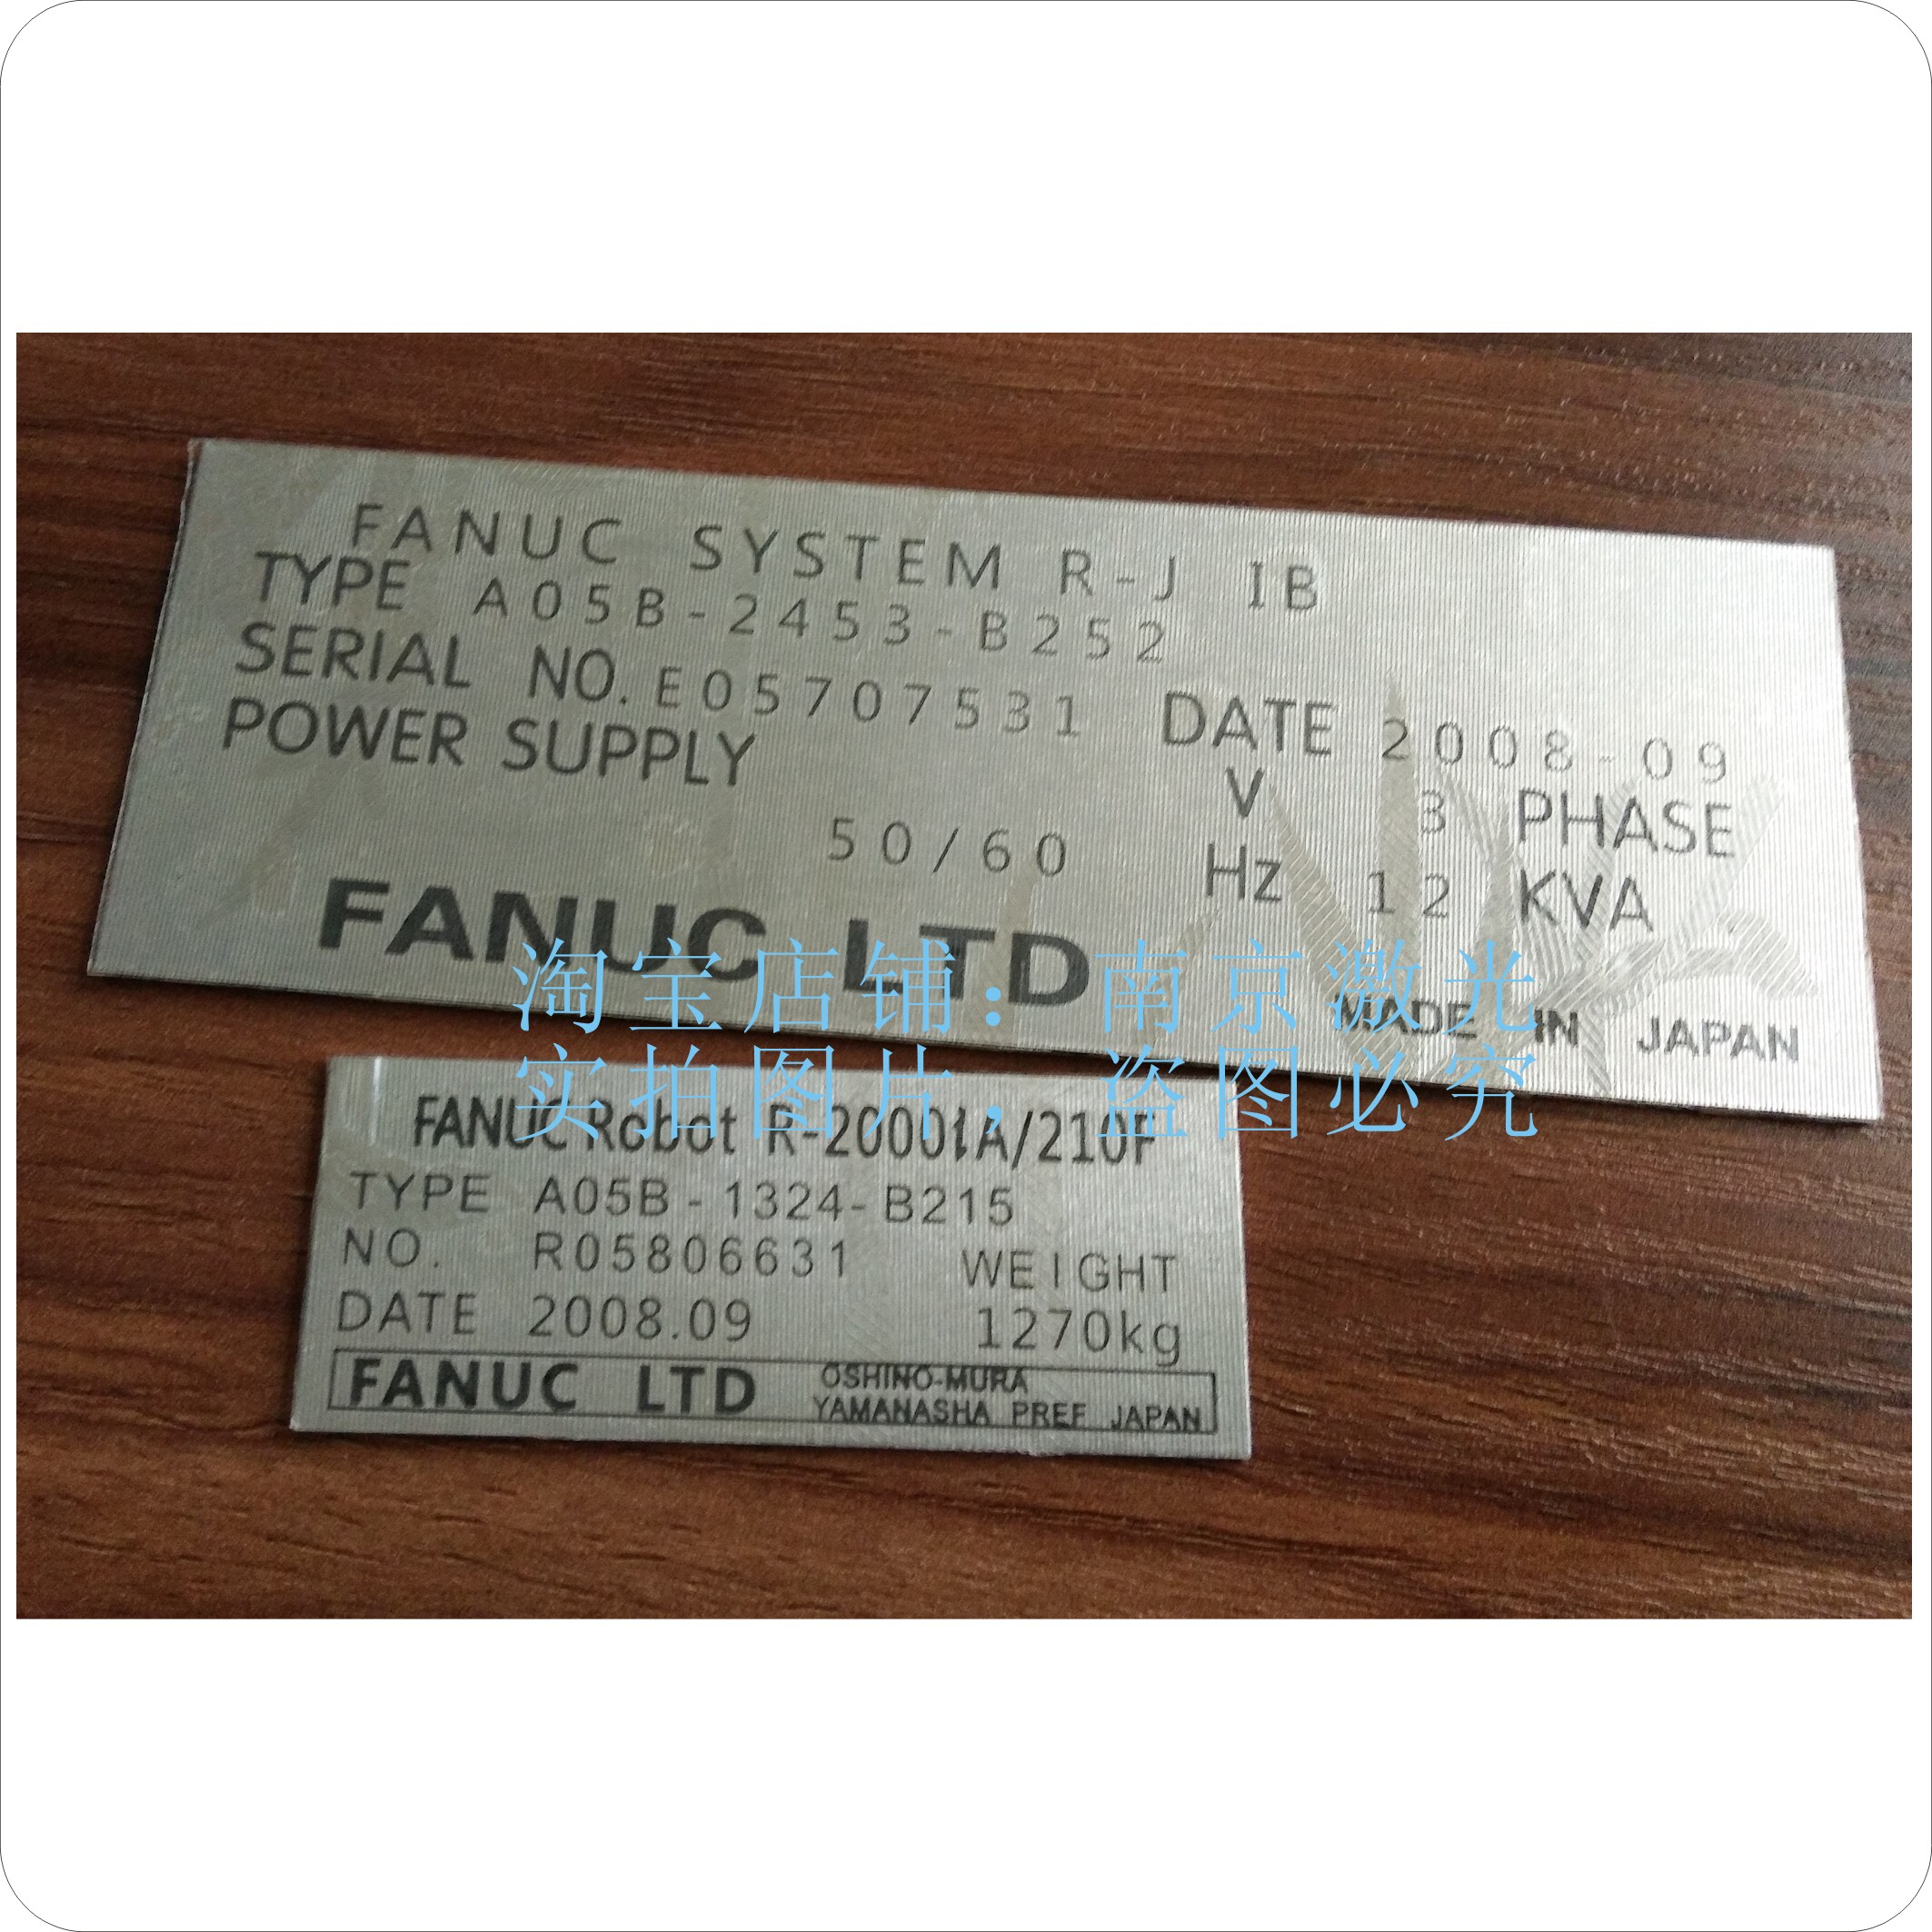 FANUC SYSTEM R-J IB
TYPE A05B-2453-B252
SERIAL NO. E05707531 DATE 2008-09
POWER SUPPLY V 3 PHASE
50/60 Hz 12 KVA
FANUC LTD
MADE IN JAPAN
淘宝店铺：南京激光
实拍图片，盗图必究
FANUC Robot R-2000iA/210F
TYPE A05B-1324-B215
NO. R05806631 WEIGHT
DATE 2008.09 1270kg
FANUC LTD OSHINO-MURA
YAMANASHA PREF JAPAN